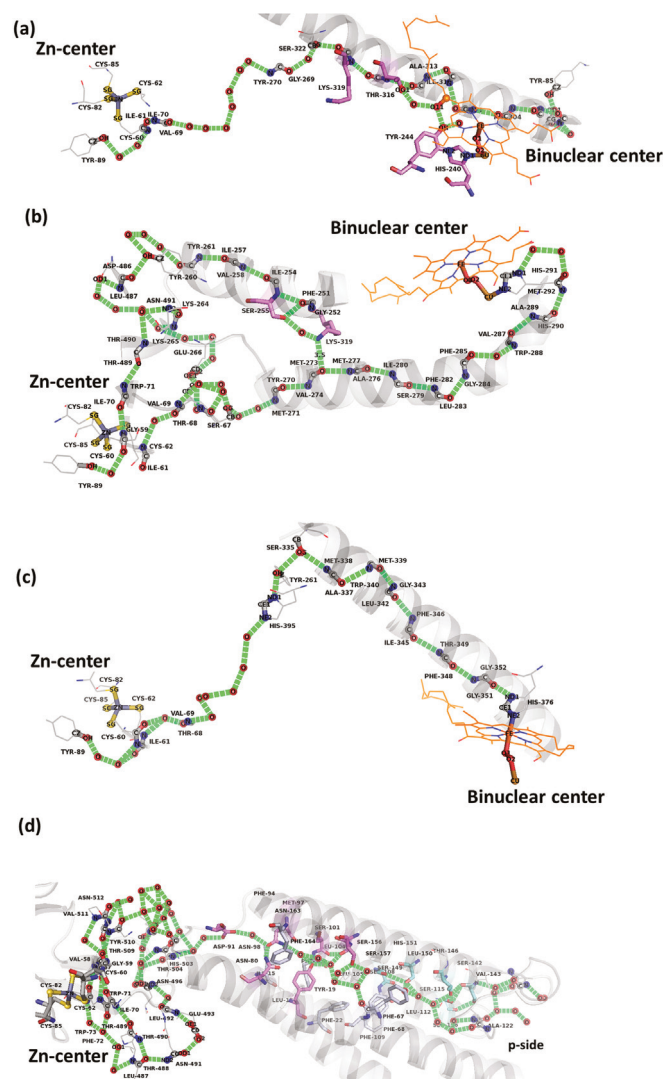 (a)
Zn-center
CYS-85
CYS-62
CYS-82
ILE-61
ILE-70
VAL-69
CYS-60
TYR-89
TYR-270
GLY-269
SER-322
LYS-319
THR-316
ALA-313
TYR-244
HIS-240
TYR-85
Binuclear center
(b)
Binuclear center
TYR-261
ILE-257
VAL-258
ILE-254
ASP-486
TYR-260
LEU-487
ASN-491
LYS-264
PHE-251
GLY-252
SER-255
LYS-319
THR-490
LYS-265
GLU-266
THR-489
Zn-center
TRP-71
ILE-70
CYS-82
VAL-69
THR-68
SER-67
GLY-59
CYS-85
CYS-60
CYS-62
ILE-61
TYR-89
TYR-270
MET-271
MET-273
VAL-274
MET-277
ALA-276
ILE-280
SER-279
PHE-282
LEU-283
PHE-285
GLY-284
VAL-287
TRP-288
HIS-291
MET-292
ALA-289
HIS-290
(c)
SER-335
MET-338
MET-339
TYR-261
ALA-337
TRP-340
GLY-343
LEU-342
HIS-395
PHE-346
ILE-345
THR-349
PHE-348
GLY-352
GLY-351
HIS-376
Zn-center
CYS-82
CYS-85
CYS-62
VAL-69
THR-68
CYS-60
ILE-61
TYR-89
Binuclear center
(d)
ASN-512
VAL-511
TYR-510
THR-509
VAL-58
GLY-59
CYS-60
HIS-503
THR-504
CYS-82
CYS-62
CYS-85
TRP-71
ILE-70
ASN-496
GLU-493
THR-489
TRP-73
PHE-72
THR-490
THR-488
ASN-491
LEU-487
Zn-center
ASP-91
PHE-94
MET-97
ASN-163
ASN-98
ASN-80
PHE-164
SER-101
SER-156
SER-157
HIS-151
LEU-150
THR-146
SER-142
VAL-143
SER-149
SER-115
LEU-112
TYR-19
PHE-22
PHE-67
PHE-68
PHE-109
ALA-122
p-side